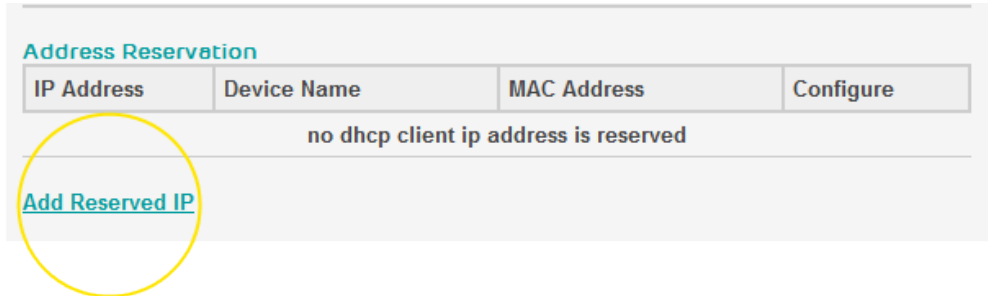 Address Reservation
IP Address Device Name MAC Address Configure
no dhcp client ip address is reserved
Add Reserved IP